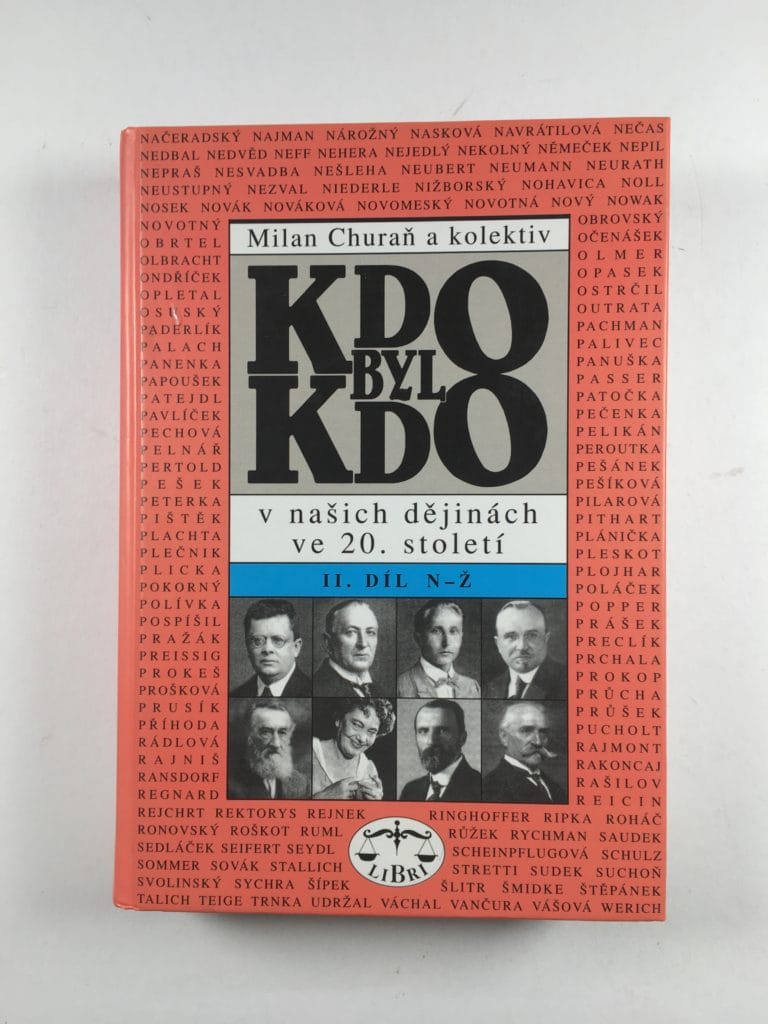 NAČERADSKÝ NAJMAN NÁROŽNÝ NASKOVÁ NAVRÁTILOVÁ NEČAS
NEDBAL NEDVĚD NEFF NEHERA NEJEDLÝ NEKOLNÝ NĚMEČEK NEPIL
NEPRAŠ NESVADBA NEŠLEHA NEUBERT NEUMANN NEURATH
NEUSTUPNÝ NEZVAL NIEDERLE NIŽBORSKÝ NOHAVICA NOLL
NOSEK NOVÁK NOVÁKOVÁ NOVOMESKÝ NOVOTNÁ NOVÝ NOWAK
NOVOTNÝ
OBRTEL
OLBRACHT
ONDŘÍČEK
OPLETAL
OSUSKÝ
PADERLÍK
PALACH
PANENKA
PAPOUŠEK
PATEJDL
PAVLÍČEK
PECHOVÁ
PELNÁŘ
PERTOLD
PEŠEK
PETERKA
PIŠTĚK
PLACHTA
PLEČNIK
PLICKA
POKORNÝ
POLÍVKA
POSPÍŠIL
PRAŽÁK
PREISSIG
PROKEŠ
PROŠKOVÁ
PRUSÍK
PŘÍHODA
RÁDLOVÁ
RAJNIŠ
RANSDORF
REGNARD
Milan Churaň a kolektiv
KDO
BYL
KDO
v našich dějinách
ve 20. století
II. DÍL N–Ž
OBROVSKÝ
OČENÁŠEK
OLMER
OPASEK
OSTRČIL
OUTRATA
PACHMAN
PALIVEC
PANUŠKA
PASSER
PATOČKA
PEČENKA
PELIKÁN
PEROUTKA
PEŠÁNEK
PEŠÍKOVÁ
PILAROVÁ
PITHART
PLÁNIČKA
PLESKOT
PLOJHAR
POLÁČEK
POPPER
PRÁŠEK
PRECLÍK
PRCHALA
PROKOP
PRŮCHA
PRŮŠEK
PUCHOLT
RAJMONT
RAKONCAJ
RAŠILOV
REICIN
REJCHRT REKTORYS REJNEK RINGHOFFER RIPKA ROHÁČ
RONOVSKÝ ROŠKOT RUML RŮŽEK RYCHMAN SAUDEK
SEDLÁČEK SEIFERT SEYDL SCHEINPFLUGOVÁ SCHULZ
SOMMER SOVÁK STALLICH STRETTI SUDEK SUCHOŇ
SVOLINSKÝ SYCHRA ŠÍPEK ŠLITR ŠMIDKE ŠTĚPÁNEK
LIBRI
TALICH TEIGE TRNKA UDRŽAL VÁCHAL VANČURA VÁŠOVÁ WERICH